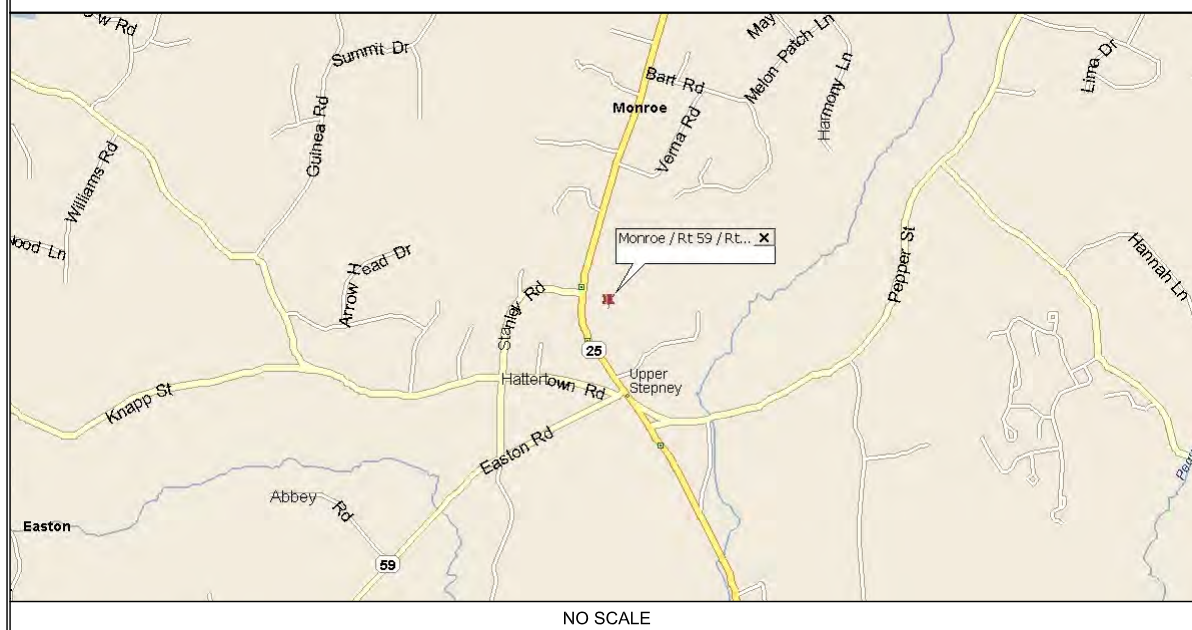 Rd
Summit Dr
May
Melon Patch Ln
Bart Rd
Lima Dr
Monroe
Harmony Ln
Guinea Rd
Verna Rd
Williams Rd
Monroe / Rt 59 / Rt... X
Ln
Arrow Head Dr
Pepper St
Hannah Ln
Stanley Rd
25
Upper
Stepney
Hattertown Rd
Knapp St
Easton Rd
Abbey Rd
Easton
59
NO SCALE